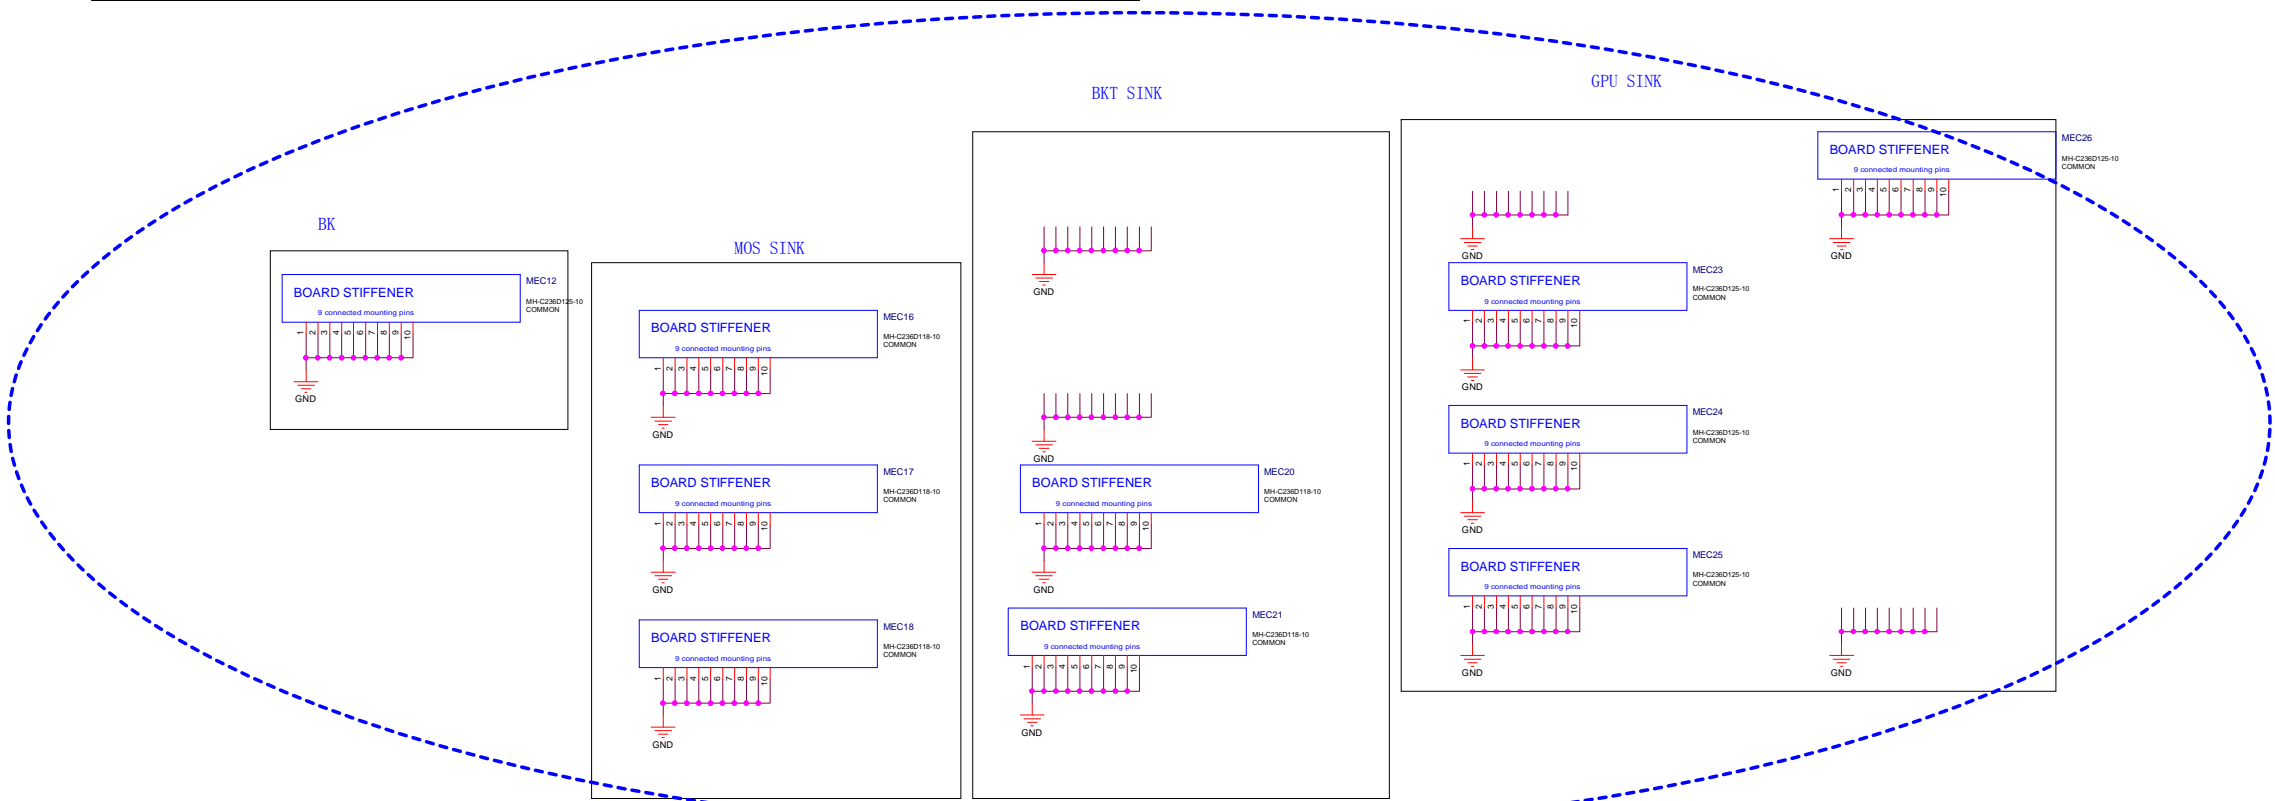 BK
BOARD STIFFENER
9 connected mounting pins
MEC12
MH-C236D125-10
COMMON
1 2 3 4 5 6 7 8 9 10
GND
MOS SINK
BOARD STIFFENER
9 connected mounting pins
MEC16
MH-C236D118-10
COMMON
1 2 3 4 5 6 7 8 9 10
GND
BOARD STIFFENER
9 connected mounting pins
MEC17
MH-C236D118-10
COMMON
1 2 3 4 5 6 7 8 9 10
GND
BOARD STIFFENER
9 connected mounting pins
MEC18
MH-C236D118-10
COMMON
1 2 3 4 5 6 7 8 9 10
GND
BKT SINK
GND
GND
BOARD STIFFENER
9 connected mounting pins
MEC20
MH-C236D118-10
COMMON
1 2 3 4 5 6 7 8 9 10
GND
BOARD STIFFENER
9 connected mounting pins
MEC21
MH-C236D118-10
COMMON
1 2 3 4 5 6 7 8 9 10
GND
GPU SINK
GND
BOARD STIFFENER
9 connected mounting pins
MEC23
MH-C236D125-10
COMMON
1 2 3 4 5 6 7 8 9 10
GND
BOARD STIFFENER
9 connected mounting pins
MEC24
MH-C236D125-10
COMMON
1 2 3 4 5 6 7 8 9 10
GND
BOARD STIFFENER
9 connected mounting pins
MEC25
MH-C236D125-10
COMMON
1 2 3 4 5 6 7 8 9 10
GND
BOARD STIFFENER
9 connected mounting pins
MEC26
MH-C236D125-10
COMMON
1 2 3 4 5 6 7 8 9 10
GND
GND